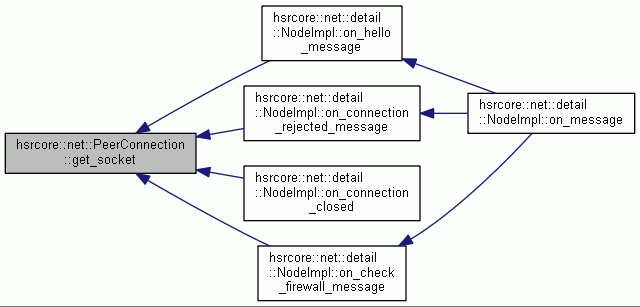 hsrcore::net::detail
::NodeImpl::on_hello
_message
hsrcore::net::detail
::NodeImpl::on_connection
_rejected_message
hsrcore::net::detail
::NodeImpl::on_message
hsrcore::net::PeerConnection
::get_socket
hsrcore::net::detail
::NodeImpl::on_connection
_closed
hsrcore::net::detail
::NodeImpl::on_check
_firewall_message